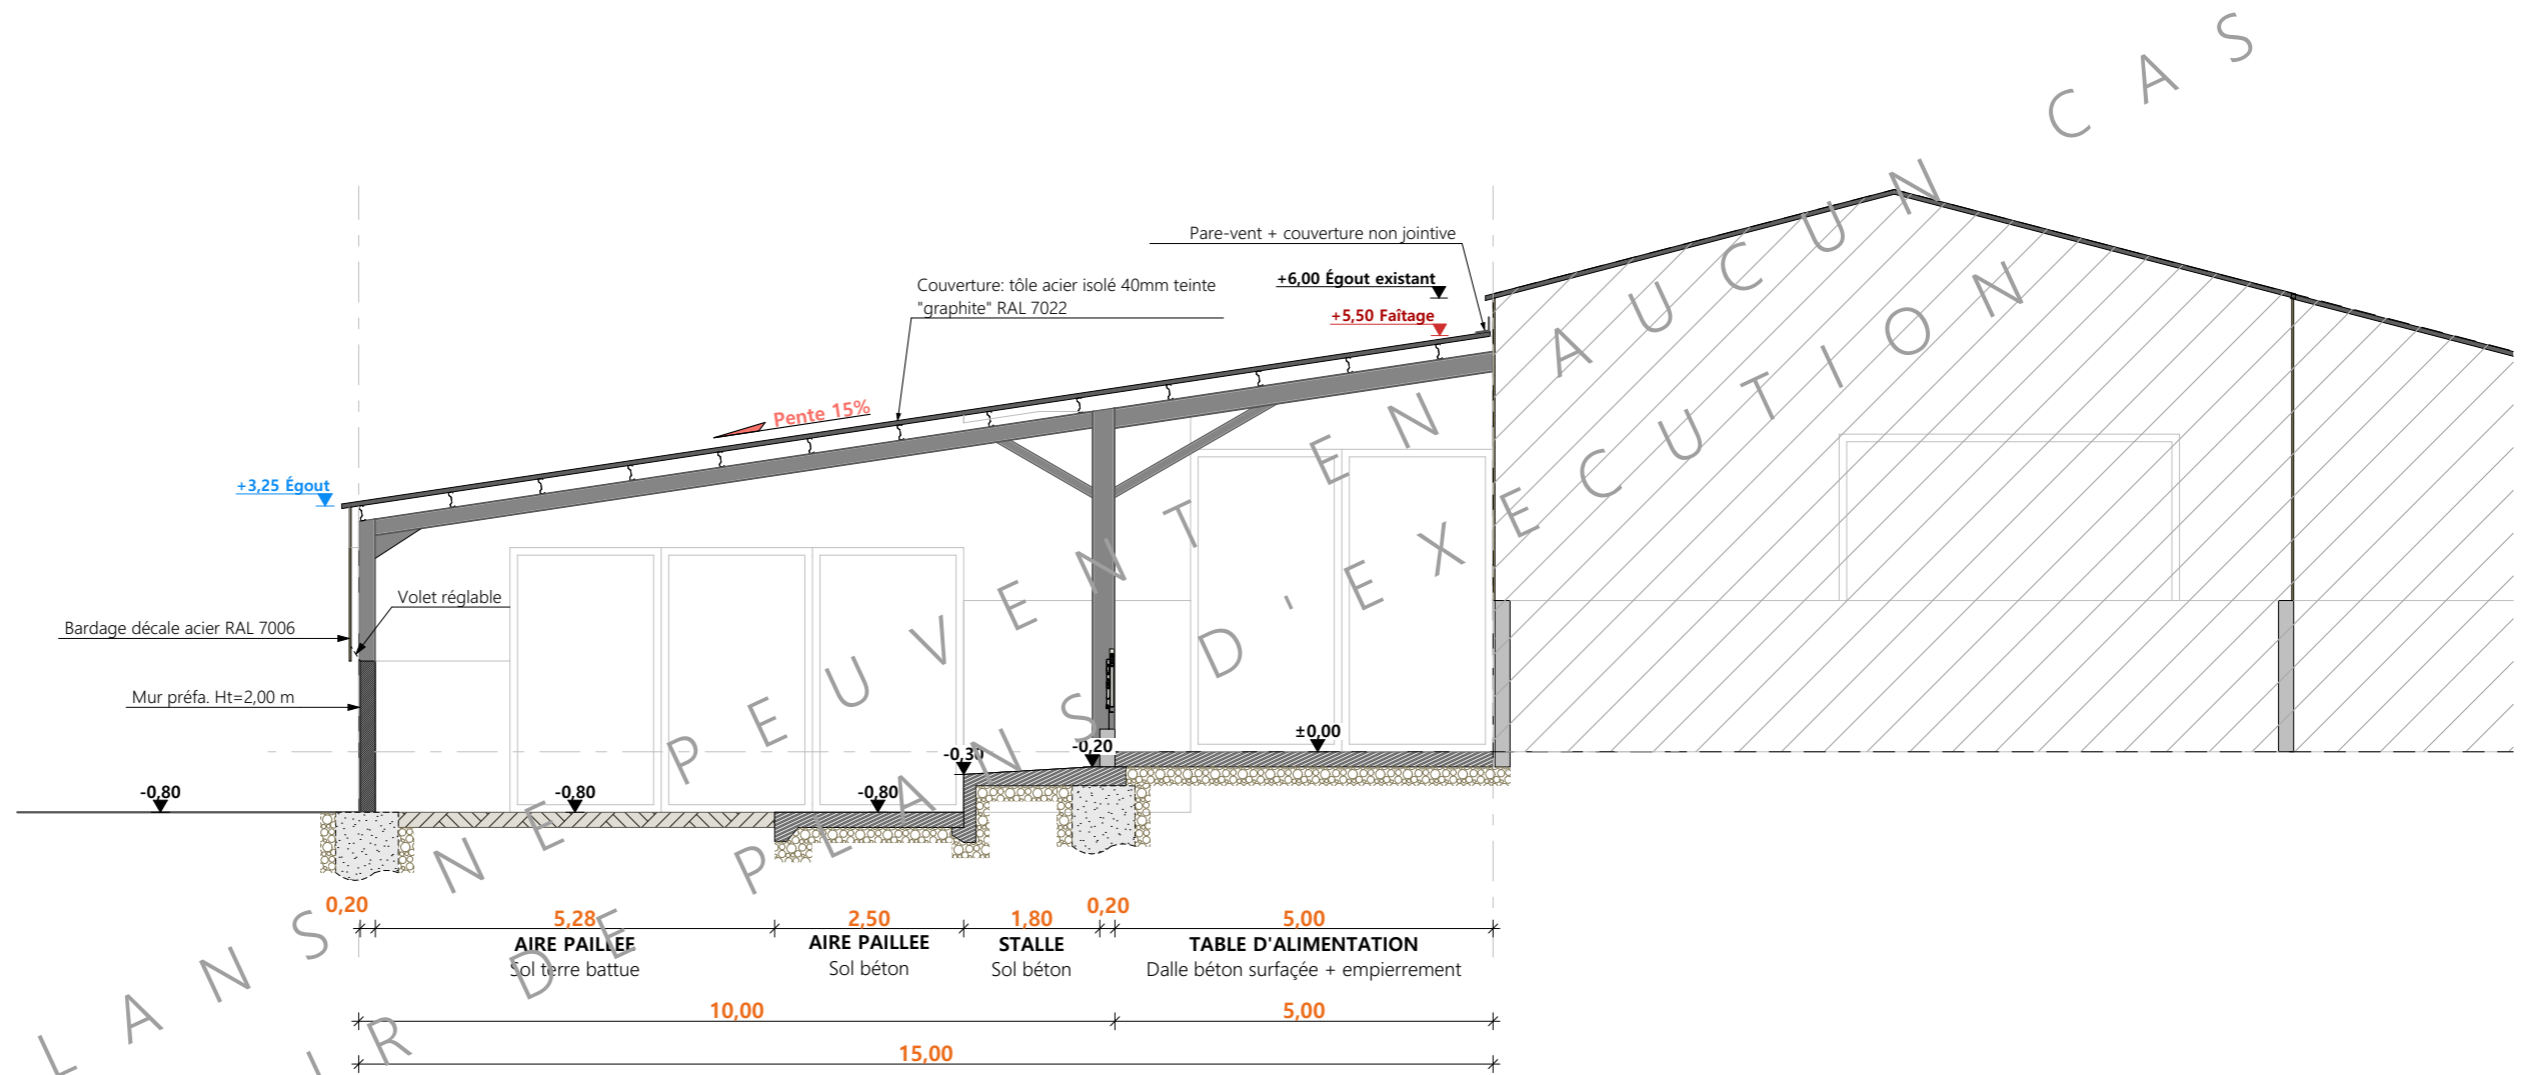 Pare-vent + couverture non jointive
+6,00 Égout existant
Couverture: tôle acier isolé 40mm teinte
"graphite" RAL 7022
+5,50 Faîtage
Pente 15%
+3,25 Égout
Volet réglable
Bardage décale acier RAL 7006
Mur préfa. Ht=2,00 m
±0,00
-0,20
-0,30
-0,80
-0,80
-0,80
0,20
5,28
2,50
1,80
0,20
5,00
AIRE PAILLEE
Sol terre battue
AIRE PAILLEE
Sol béton
STALLE
Sol béton
TABLE D'ALIMENTATION
Dalle béton surfaçée + empierrement
10,00
5,00
15,00
LANS NE PEUVENT EN AUCUN CAS
IR DE PLANS D'EXECUTION